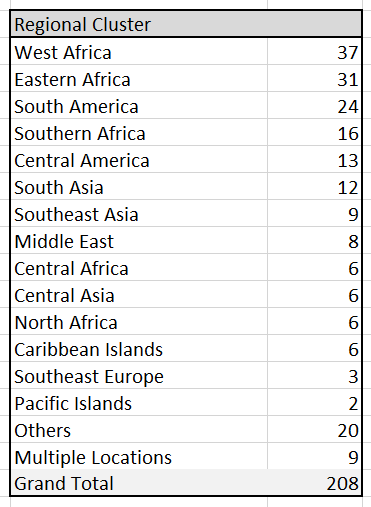 Regional Cluster
West Africa 37
Eastern Africa 31
South America 24
Southern Africa 16
Central America 13
South Asia 12
Southeast Asia 9
Middle East 8
Central Africa 6
Central Asia 6
North Africa 6
Caribbean Islands 6
Southeast Europe 3
Pacific Islands 2
Others 20
Multiple Locations 9
Grand Total 208